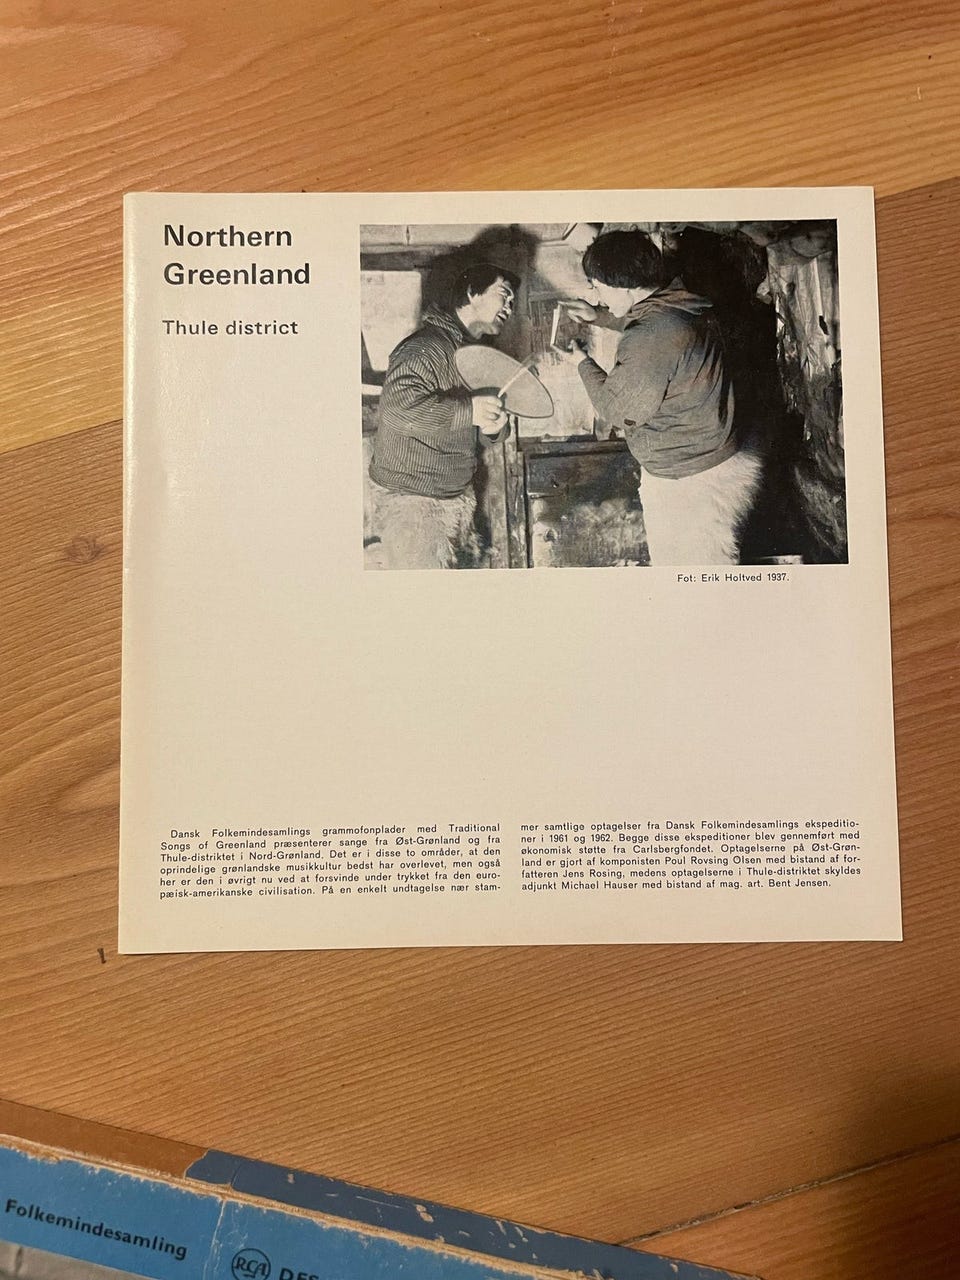 Northern
Greenland
Thule district
Fot: Erik Holtved 1937.
Dansk Folkemindesamlings grammofonplader med Traditional
Songs of Greenland præsenterer sange fra Øst-Grønland og fra
Thule-distriktet i Nord-Grønland. Det er i disse to områder, at den
oprindelige grønlandske musikkultur bedst har overlevet, men også
her er den i øvrigt nu ved at forsvinde under trykket fra den euro-
pæisk-amerikanske civilisation. På en enkelt undtagelse nær stam-
mer samtlige optagelser fra Dansk Folkemindesamlings ekspeditio-
ner i 1961 og 1962. Begge disse ekspeditioner blev gennemført med
økonomisk støtte fra Carlsbergfondet. Optagelserne på Øst-Grøn-
land er gjort af komponisten Poul Rovsing Olsen med bistand af for-
fatteren Jens Rosing, medens optagelserne i Thule-distriktet skyldes
adjunkt Michael Hauser med bistand af mag. art. Bent Jensen.
Folkemindesamling
RCA